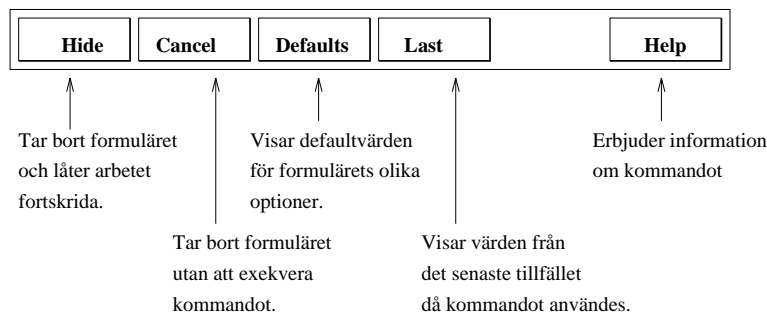 Hide
Cancel
Defaults
Last
Help
Tar bort formuläret
och låter arbetet
fortskrida.
Visar defaultvärden
för formulärets olika
optioner.
Erbjuder information
om kommandot
Tar bort formuläret
utan att exekvera
kommandot.
Visar värden från
det senaste tillfället
då kommandot användes.